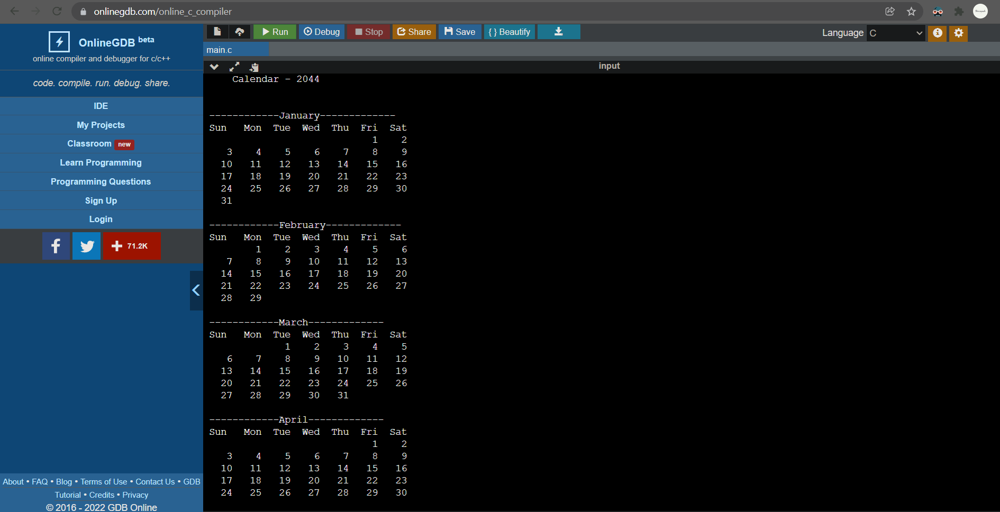 onlinegdb.com/online_c_compiler
OnlineGDB beta
online compiler and debugger for c/c++
code. compile. run. debug. share.
IDE
My Projects
Classroom new
Learn Programming
Programming Questions
Sign Up
Login
71.2K
About • FAQ • Blog • Terms of Use • Contact Us • GDB
Tutorial • Credits • Privacy
© 2016 - 2022 GDB Online
Run Debug Stop Share Save { } Beautify
Language C
main.c
input
Calendar - 2044
------------January-------------
Sun Mon Tue Wed Thu Fri Sat
1 2
3 4 5 6 7 8 9
10 11 12 13 14 15 16
17 18 19 20 21 22 23
24 25 26 27 28 29 30
31
------------February-------------
Sun Mon Tue Wed Thu Fri Sat
1 2 3 4 5 6
7 8 9 10 11 12 13
14 15 16 17 18 19 20
21 22 23 24 25 26 27
28 29
------------March-------------
Sun Mon Tue Wed Thu Fri Sat
1 2 3 4 5
6 7 8 9 10 11 12
13 14 15 16 17 18 19
20 21 22 23 24 25 26
27 28 29 30 31
------------April-------------
Sun Mon Tue Wed Thu Fri Sat
1 2
3 4 5 6 7 8 9
10 11 12 13 14 15 16
17 18 19 20 21 22 23
24 25 26 27 28 29 30